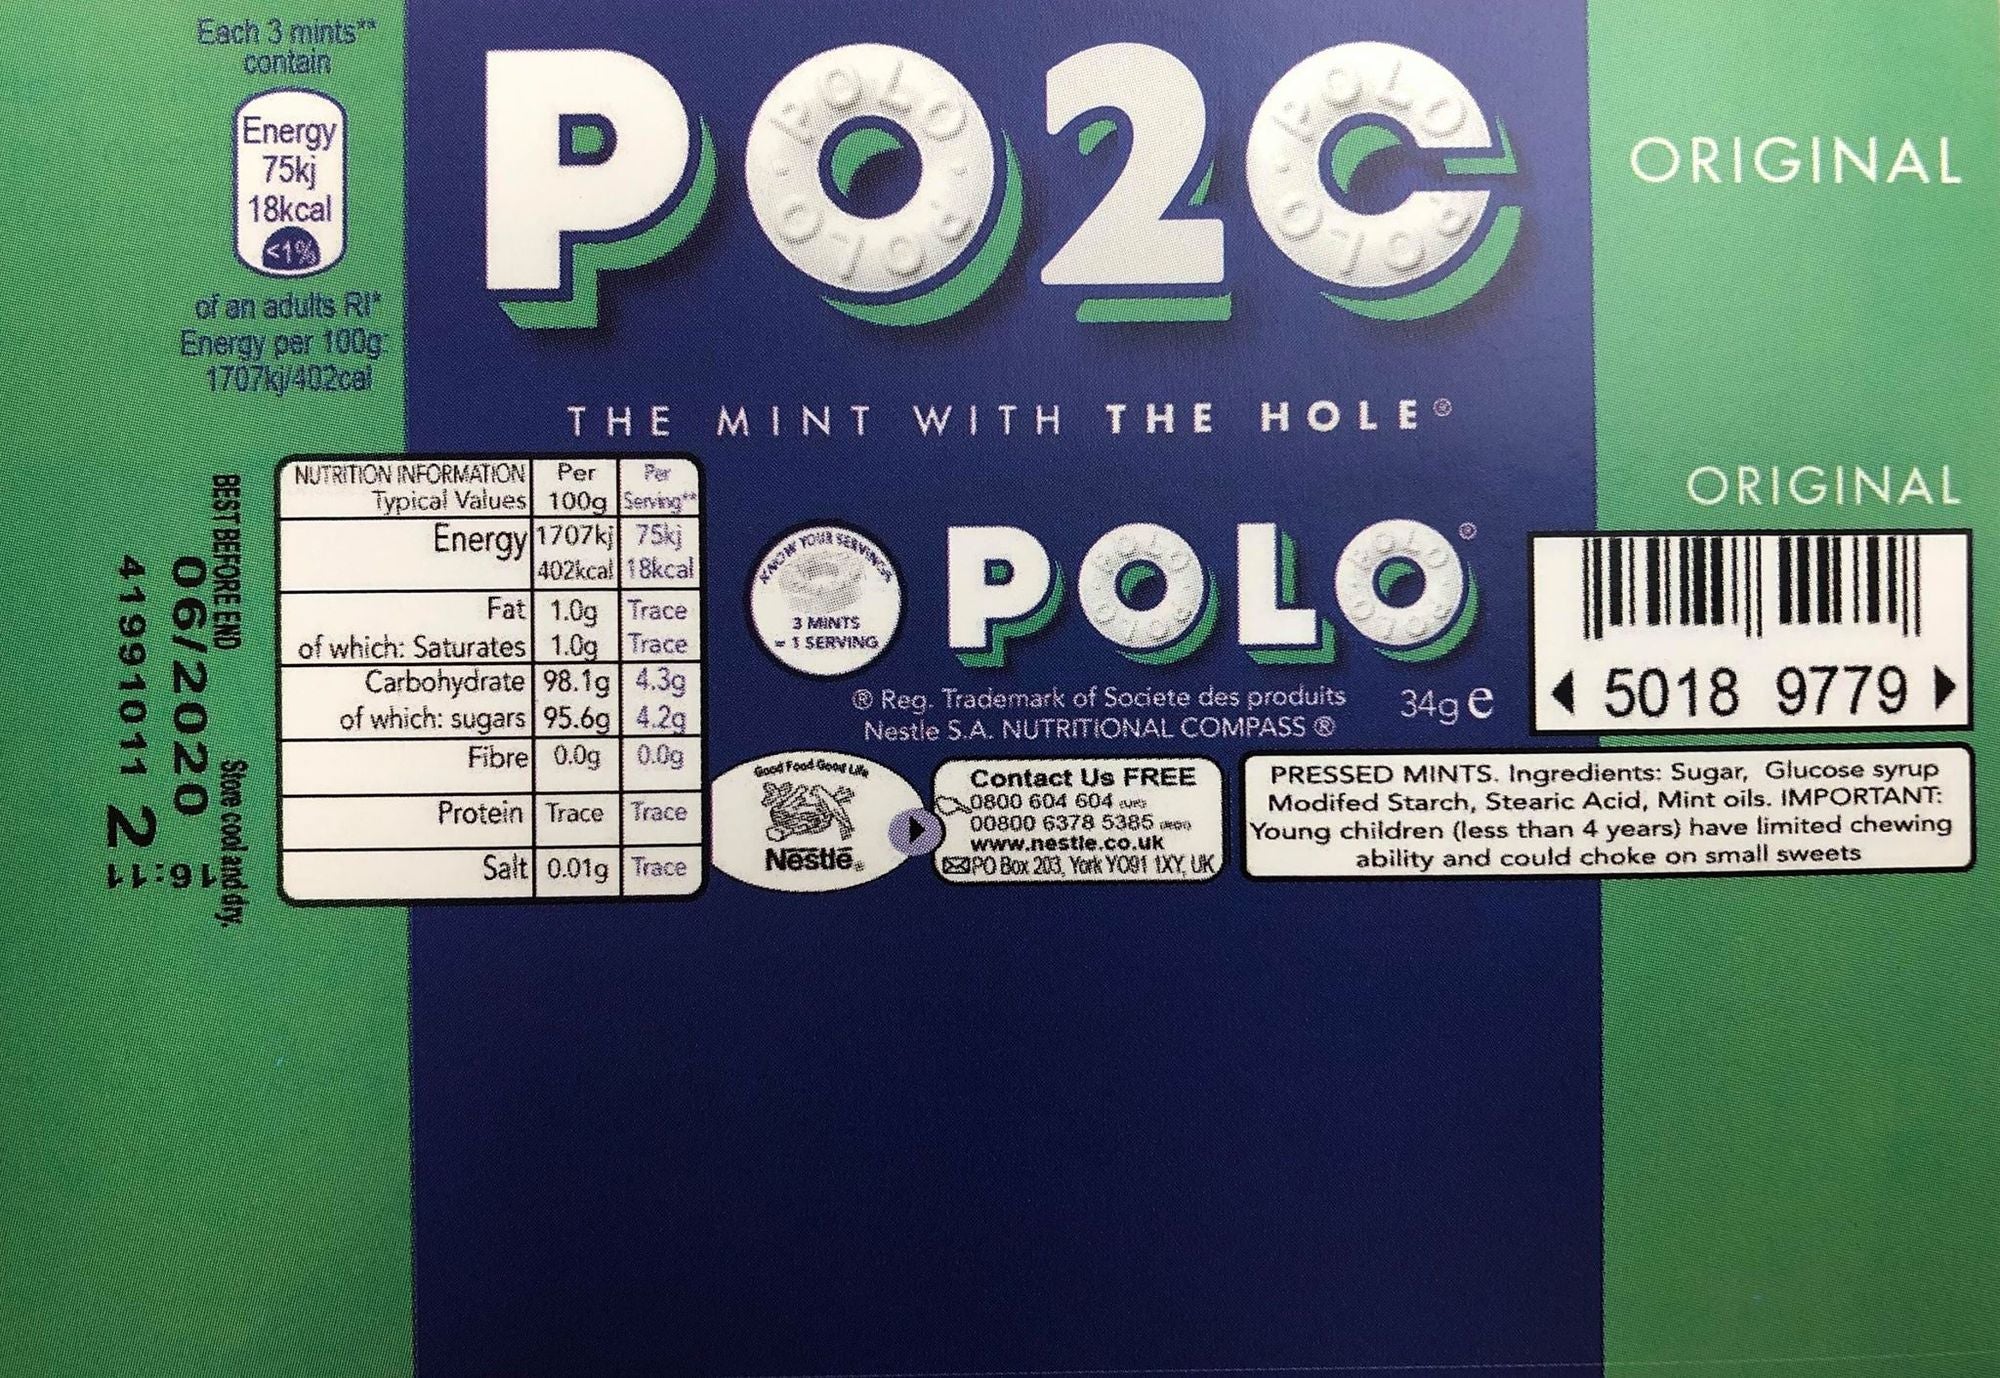 Each 3 mints**
contain
Energy
75kj
18kcal
<1%
of an adults RI*
Energy per 100g:
1707kj/402cal
PO2C
THE MINT WITH THE HOLE®
ORIGINAL
ORIGINAL
BEST BEFORE END
06/2020
41991011 2
16:11
Store cool and dry.
NUTRITION INFORMATION Per Per
Typical Values 100g Serving**
Energy 1707kj 75kj
402kcal 18kcal
Fat 1.0g Trace
of which: Saturates 1.0g Trace
Carbohydrate 98.1g 4.3g
of which: sugars 95.6g 4.2g
Fibre 0.0g 0.0g
Protein Trace Trace
Salt 0.01g Trace
KNOW YOUR SERVINGS
3 MINTS
= 1 SERVING
POLO®
® Reg. Trademark of Societe des produits
Nestle S.A. NUTRITIONAL COMPASS ®
34g e
5018 9779
Good Food Good Life
Nestlé®
Contact Us FREE
0800 604 604
00800 6378 5385
www.nestle.co.uk
PO Box 203, York YO91 1XY, UK
PRESSED MINTS. Ingredients: Sugar, Glucose syrup
Modifed Starch, Stearic Acid, Mint oils. IMPORTANT:
Young children (less than 4 years) have limited chewing
ability and could choke on small sweets